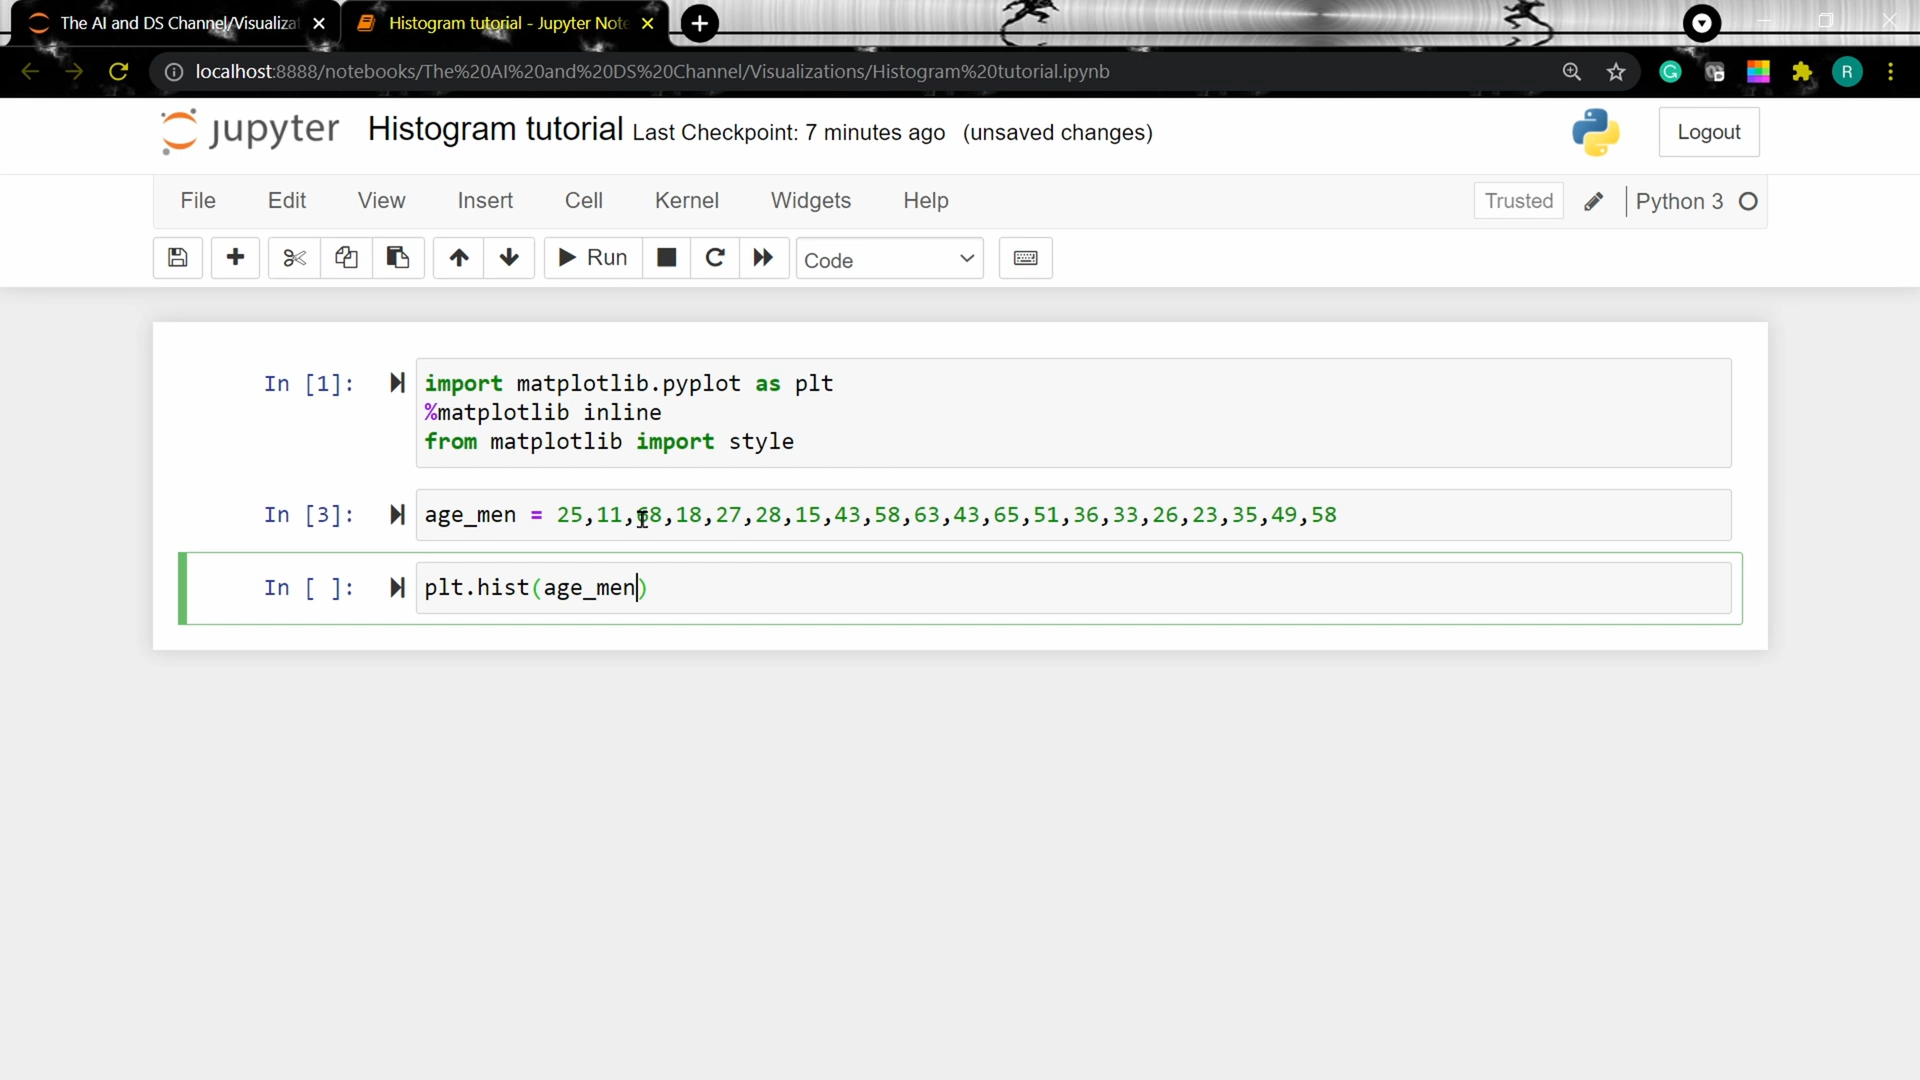 The AI and DS Channel/Visualiza
Histogram tutorial - Jupyter Note
localhost:8888/notebooks/The%20AI%20and%20DS%20Channel/Visualizations/Histogram%20tutorial.ipynb
R
jupyter Histogram tutorial Last Checkpoint: 7 minutes ago (unsaved changes)
Logout
File Edit View Insert Cell Kernel Widgets Help
Trusted
Python 3
Run
Code
In [1]: import matplotlib.pyplot as plt
%matplotlib inline
from matplotlib import style
In [3]: age_men = 25,11,68,18,27,28,15,43,58,63,43,65,51,36,33,26,23,35,49,58
In [ ]: plt.hist(age_men)